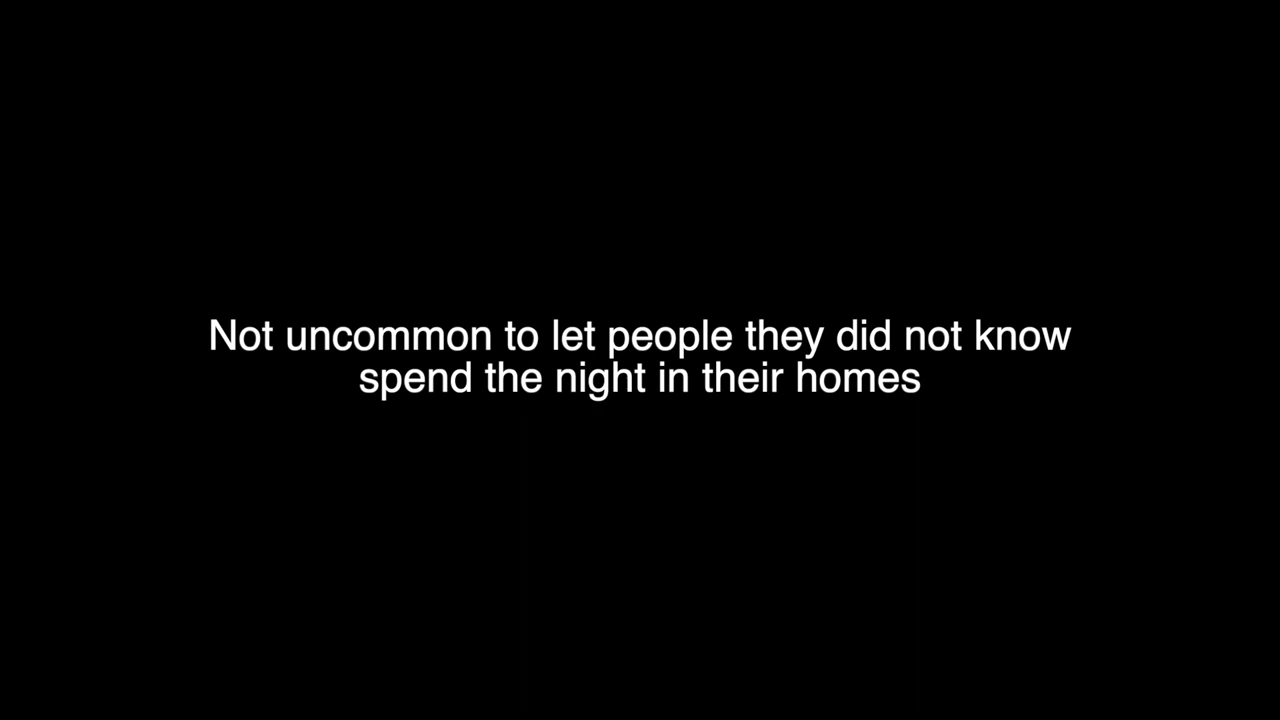 Not uncommon to let people they did not know
spend the night in their homes